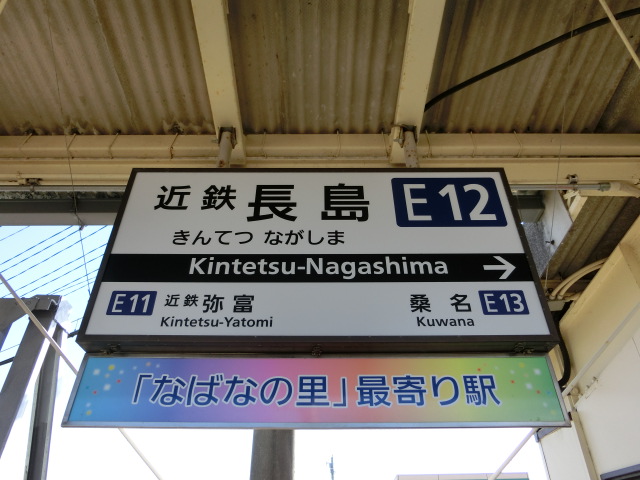 近鉄 長島 E12
きんてつ ながしま
Kintetsu-Nagashima →
E11 近鉄 弥富 桑名 E13
Kintetsu-Yatomi Kuwana
「なばなの里」最寄り駅